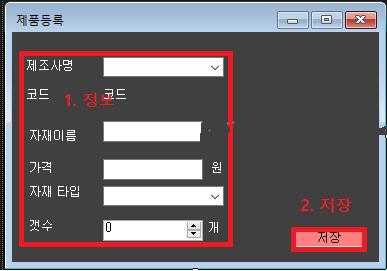 제품등록
제조사명
코드 코드
1. 정보
자재이름
가격 원
자재 타입
갯수 0 개
2. 저장
저장